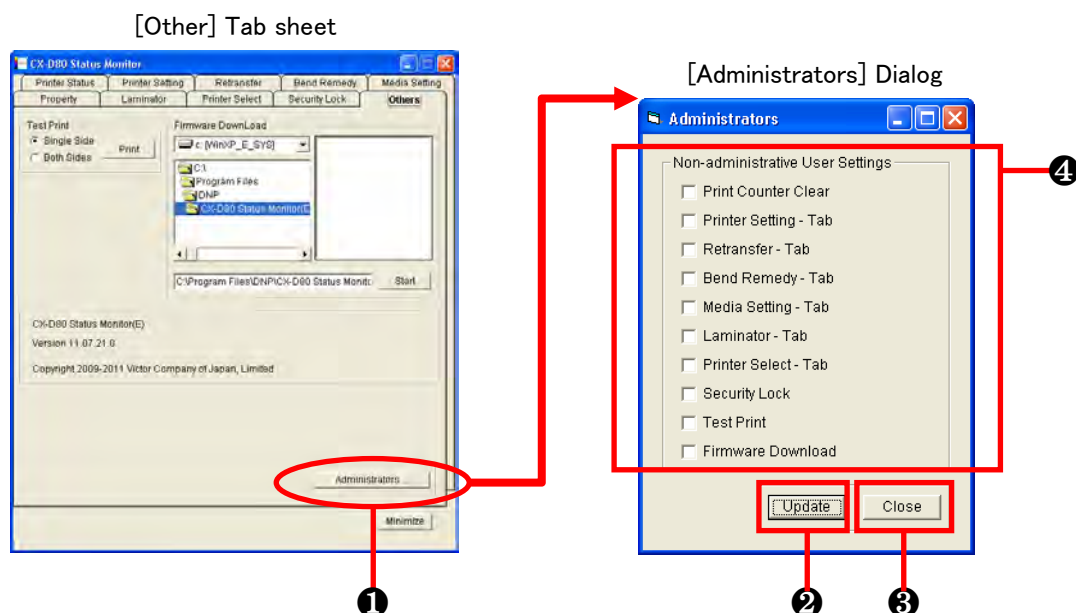 [Other] Tab sheet
CX-D80 Status Monitor
Printer Status Printer Setting Retransfer Bend Remedy Media Setting
Property Laminator Printer Select Security Lock Others
Test Print
Single Side
Both Sides
Print
Firmware DownLoad
c: [WinXP_E_SYS]
C:\
Program Files
DNP
CX-D80 Status Monitor(E
C:\Program Files\DNP\CX-D80 Status Monitc
Start
CX-D80 Status Monitor(E)
Version 11.07.21.0
Copyright 2009-2011 Victor Company of Japan, Limited
Administrators
Minimize
❶
[Administrators] Dialog
Administrators
Non-administrative User Settings
Print Counter Clear
Printer Setting - Tab
Retransfer - Tab
Bend Remedy - Tab
Media Setting - Tab
Laminator - Tab
Printer Select - Tab
Security Lock
Test Print
Firmware Download
❹
Update
Close
❷ ❸